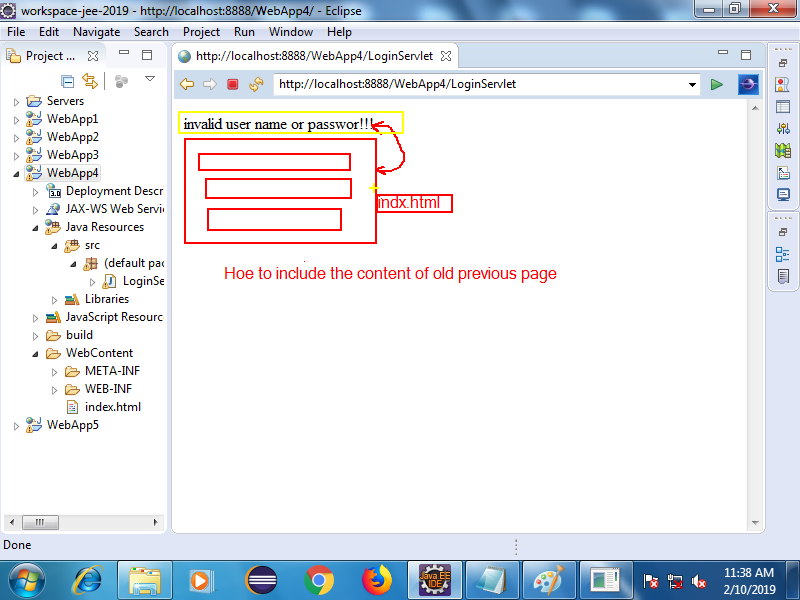 workspace-jee-2019 - http://localhost:8888/WebApp4/ - Eclipse
File Edit Navigate Search Project Run Window Help
Project ...
http://localhost:8888/WebApp4/LoginServlet
http://localhost:8888/WebApp4/LoginServlet
Servers
WebApp1
WebApp2
WebApp3
WebApp4
Deployment Descr
3.0
JAX-WS Web Servi
Java Resources
src
(default pac
LoginSe
Libraries
JavaScript Resourc
build
WebContent
META-INF
WEB-INF
index.html
WebApp5
invalid user name or passwor!!!
indx.html
Hoe to include the content of old previous page
Done
Java EE
IDE
11:38 AM
2/10/2019